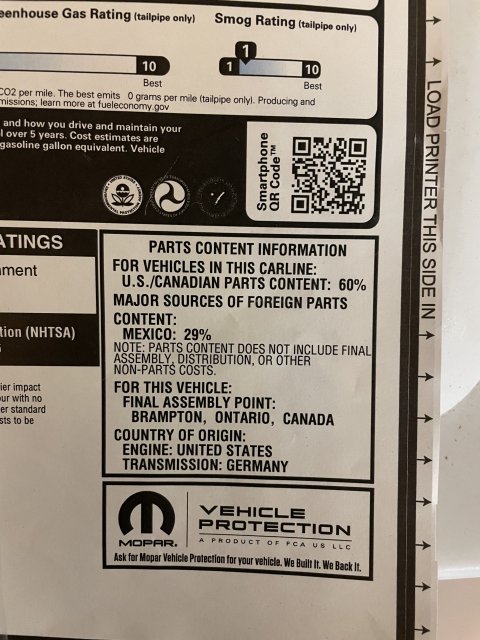 eenhouse Gas Rating (tailpipe only)
Smog Rating (tailpipe only)
1
10
1
10
Best
Best
CO2 per mile. The best emits 0 grams per mile (tailpipe only). Producing and
missions; learn more at fueleconomy.gov
and how you drive and maintain your
l over 5 years. Cost estimates are
gasoline gallon equivalent. Vehicle
Smartphone
QR Code™
LOAD PRINTER THIS SIDE IN
ATINGS
nment
tion (NHTSA)
ier impact
ur with no
er standard
sts to be
PARTS CONTENT INFORMATION
FOR VEHICLES IN THIS CARLINE:
U.S./CANADIAN PARTS CONTENT: 60%
MAJOR SOURCES OF FOREIGN PARTS
CONTENT:
MEXICO: 29%
NOTE: PARTS CONTENT DOES NOT INCLUDE FINAL
ASSEMBLY, DISTRIBUTION, OR OTHER
NON-PARTS COSTS.
FOR THIS VEHICLE:
FINAL ASSEMBLY POINT:
BRAMPTON, ONTARIO, CANADA
COUNTRY OF ORIGIN:
ENGINE: UNITED STATES
TRANSMISSION: GERMANY
MOPAR.
VEHICLE
PROTECTION
A PRODUCT OF FCA US LLC
Ask for Mopar Vehicle Protection for your vehicle. We Built It. We Back It.